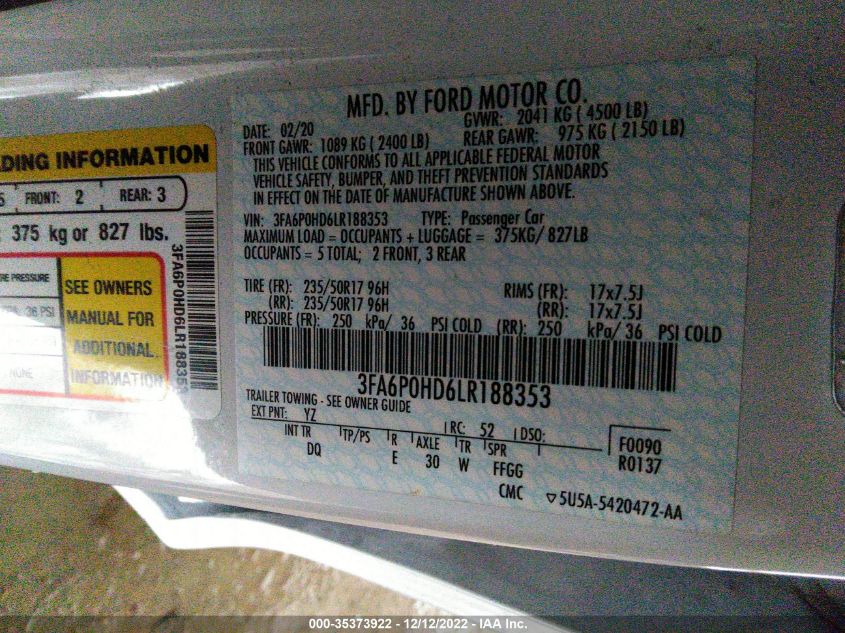 MFD. BY FORD MOTOR CO.
DATE: 02/20 GVWR: 2041 KG ( 4500 LB)
FRONT GAWR: 1089 KG ( 2400 LB) REAR GAWR: 975 KG ( 2150 LB)
THIS VEHICLE CONFORMS TO ALL APPLICABLE FEDERAL MOTOR
VEHICLE SAFETY, BUMPER, AND THEFT PREVENTION STANDARDS
IN EFFECT ON THE DATE OF MANUFACTURE SHOWN ABOVE.
VIN: 3FA6P0HD6LR188353 TYPE: Passenger Car
MAXIMUM LOAD = OCCUPANTS + LUGGAGE = 375KG/ 827LB
OCCUPANTS = 5 TOTAL; 2 FRONT, 3 REAR
TIRE (FR): 235/50R17 96H RIMS (FR): 17x7.5J
(RR): 235/50R17 96H (RR): 17x7.5J
PRESSURE (FR): 250 kPa/ 36 PSI COLD (RR): 250 kPa/ 36 PSI COLD
3FA6P0HD6LR188353
TRAILER TOWING - SEE OWNER GUIDE
EXT PNT: YZ RC: 52 DSO: F0090
INT TR TP/PS R AXLE TR SPR R0137
DQ E 30 W FFGG
CMC ▽5U5A-5420472-AA
ADING INFORMATION
5 FRONT: 2 REAR: 3
375 kg or 827 lbs.
RE PRESSURE
36 PSI
NONE
SEE OWNERS
MANUAL FOR
ADDITIONAL
INFORMATION
3FA6P0HD6LR188353
000-35373922 - 12/12/2022 - IAA Inc.